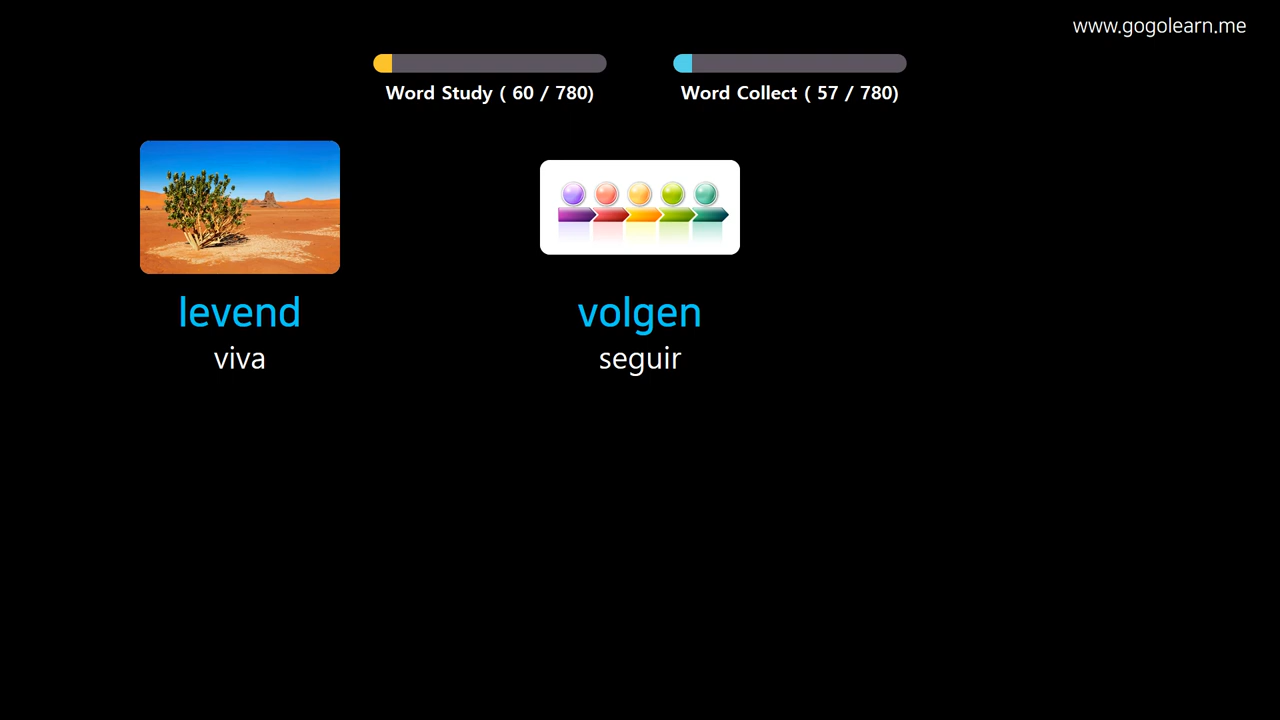 www.gogolearn.me
Word Study ( 60 / 780)
Word Collect ( 57 / 780)
levend
viva
volgen
seguir